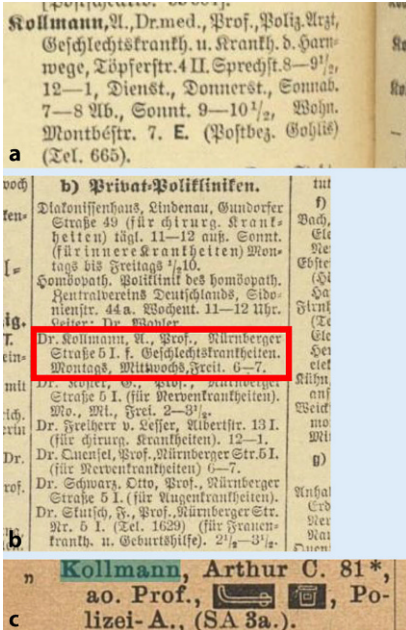 Kollmann, A., Dr. med., Prof., Poliz. Arzt,
Geschlechtskrankh. u. Krankh. d. Harn-
wege, Töpferstr. 4 II. Sprechst. 8—9½,
12—1, Dienst., Donnerst., Sonnab.
7—8 Ab., Sonnt. 9—10½, Wohn.
Montbéstr. 7. E. (Postbez. Gohlis)
(Tel. 665).
a
b) Privat-Polikliniken.
Diakonissenhaus, Lindenau, Gundorfer
Straße 49 (für chirurg. Krank-
heiten) tägl. 11—12 auß. Sonnt.
(für innere Krankheiten) Mon-
tags bis Freitags ½10.
Homöopath. Poliklinik des homöopath.
Zentralvereins Deutschlands, Sido-
nienstr. 44a. Wochent. 11—12 Uhr.
Leiter: Dr.
Dr. Kollmann, A., Prof., Nürnberger
Straße 5 I. f. Geschlechtskrankheiten.
Montags, Mittwochs, Freit. 6—7.
Dr. Köster, G., Prof., Nürnberger
Straße 5 I. (für Nervenkrankheiten).
Mo., Mi., Frei. 2—3½.
Dr. Freiherr v. Lesser, Albertstr. 13 I.
(für chirurg. Krankheiten). 12—1.
Dr. Quensel, Prof., Nürnberger Str. 5 I.
(für Nervenkrankheiten) 6—7.
Dr. Schwarz, Otto, Prof., Nürnberger
Straße 5 I. (für Augenkrankheiten).
Dr. Skutsch, F., Prof., Nürnberger Str.
Nr. 5 I. (Tel. 1629) (für Frauen-
krankh. u. Geburtshilfe). 2½—3½.
b
„ Kollmann, Arthur C. 81*,
ao. Prof., Po-
lizei-A., (SA 3a.).
c